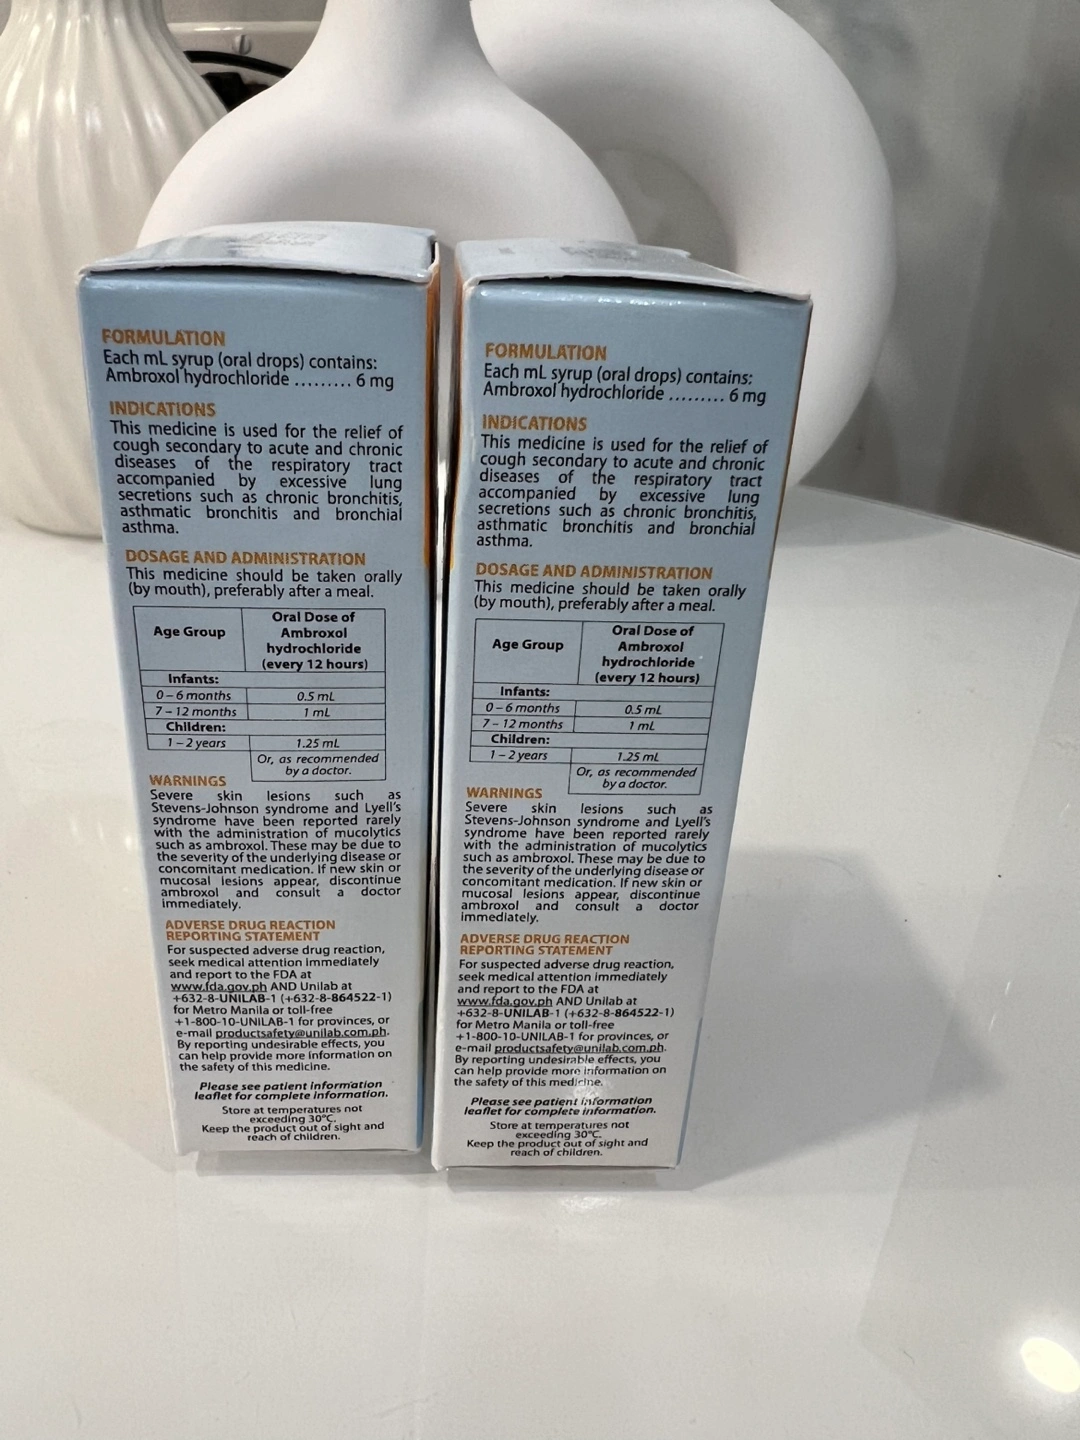 FORMULATION
Each mL syrup (oral drops) contains:
Ambroxol hydrochloride ......... 6 mg
INDICATIONS
This medicine is used for the relief of
cough secondary to acute and chronic
diseases of the respiratory tract
accompanied by excessive lung
secretions such as chronic bronchitis,
asthmatic bronchitis and bronchial
asthma.
DOSAGE AND ADMINISTRATION
This medicine should be taken orally
(by mouth), preferably after a meal.
Age Group
Oral Dose of
Ambroxol
hydrochloride
(every 12 hours)
Infants:
0 – 6 months 0.5 mL
7 – 12 months 1 mL
Children:
1 – 2 years 1.25 mL
Or, as recommended
by a doctor.
WARNINGS
Severe skin lesions such as
Stevens-Johnson syndrome and Lyell's
syndrome have been reported rarely
with the administration of mucolytics
such as ambroxol. These may be due to
the severity of the underlying disease or
concomitant medication. If new skin or
mucosal lesions appear, discontinue
ambroxol and consult a doctor
immediately.
ADVERSE DRUG REACTION
REPORTING STATEMENT
For suspected adverse drug reaction,
seek medical attention immediately
and report to the FDA at
www.fda.gov.ph AND Unilab at
+632-8-UNILAB-1 (+632-8-864522-1)
for Metro Manila or toll-free
+1-800-10-UNILAB-1 for provinces, or
e-mail productsafety@unilab.com.ph.
By reporting undesirable effects, you
can help provide more information on
the safety of this medicine.
Please see patient information
leaflet for complete information.
Store at temperatures not
exceeding 30°C.
Keep the product out of sight and
reach of children.
FORMULATION
Each mL syrup (oral drops) contains:
Ambroxol hydrochloride ......... 6 mg
INDICATIONS
This medicine is used for the relief of
cough secondary to acute and chronic
diseases of the respiratory tract
accompanied by excessive lung
secretions such as chronic bronchitis,
asthmatic bronchitis and bronchial
asthma.
DOSAGE AND ADMINISTRATION
This medicine should be taken orally
(by mouth), preferably after a meal.
Age Group
Oral Dose of
Ambroxol
hydrochloride
(every 12 hours)
Infants:
0 – 6 months 0.5 mL
7 – 12 months 1 mL
Children:
1 – 2 years 1.25 mL
Or, as recommended
by a doctor.
WARNINGS
Severe skin lesions such as
Stevens-Johnson syndrome and Lyell's
syndrome have been reported rarely
with the administration of mucolytics
such as ambroxol. These may be due to
the severity of the underlying disease or
concomitant medication. If new skin or
mucosal lesions appear, discontinue
ambroxol and consult a doctor
immediately.
ADVERSE DRUG REACTION
REPORTING STATEMENT
For suspected adverse drug reaction,
seek medical attention immediately
and report to the FDA at
www.fda.gov.ph AND Unilab at
+632-8-UNILAB-1 (+632-8-864522-1)
for Metro Manila or toll-free
+1-800-10-UNILAB-1 for provinces, or
e-mail productsafety@unilab.com.ph.
By reporting undesirable effects, you
can help provide more information on
the safety of this medicine.
Please see patient information
leaflet for complete information.
Store at temperatures not
exceeding 30°C.
Keep the product out of sight and
reach of children.